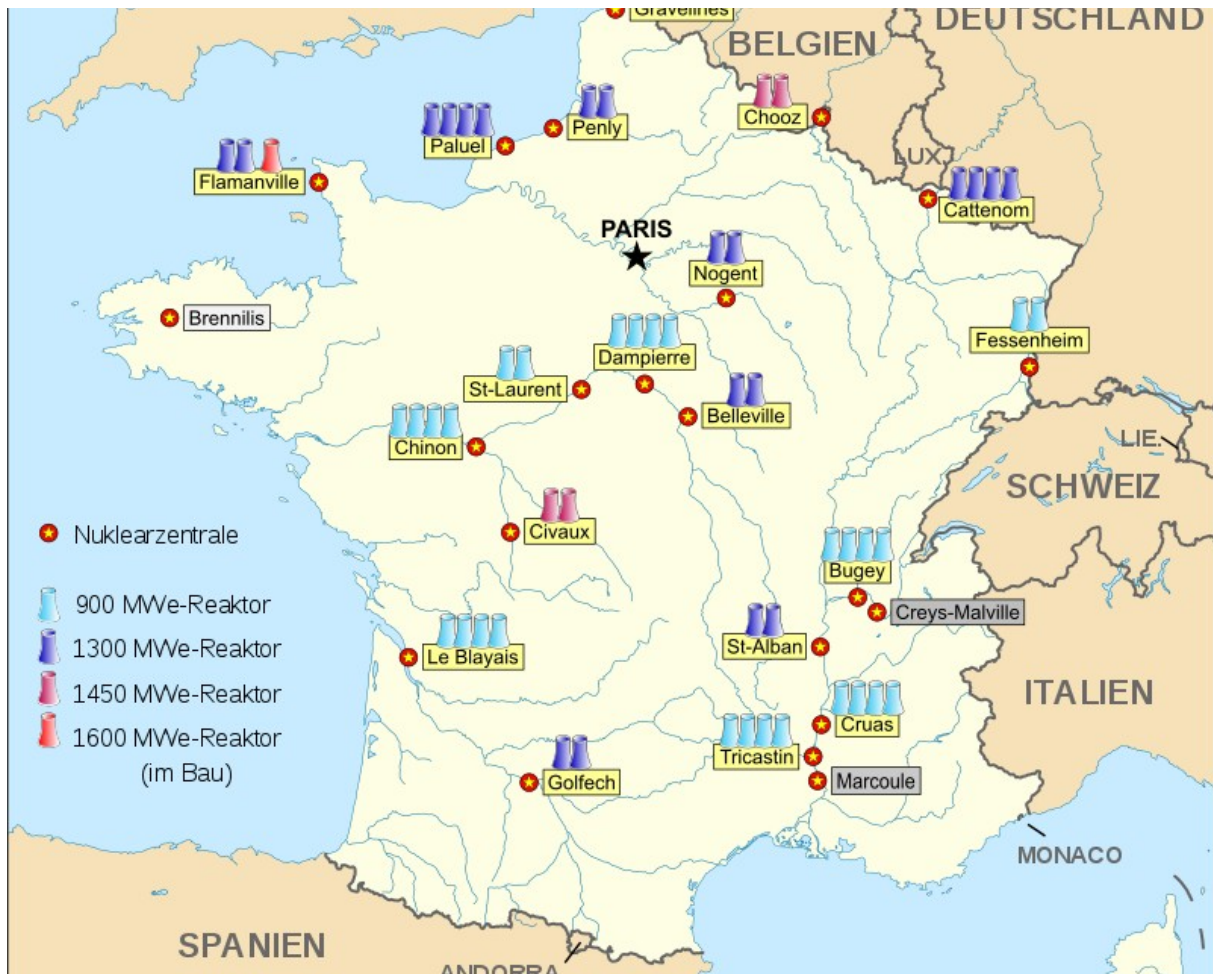 Gravelines
BELGIEN
DEUTSCHLAND
Penly
Chooz
Paluel
LUX.
Flamanville
Cattenom
PARIS
Nogent
Brennilis
Fessenheim
Dampierre
St-Laurent
Belleville
Chinon
LIE.
SCHWEIZ
Civaux
Nuklearzentrale
Bugey
900 MWe-Reaktor
Creys-Malville
1300 MWe-Reaktor
St-Alban
Le Blayais
1450 MWe-Reaktor
ITALIEN
Cruas
1600 MWe-Reaktor
(im Bau)
Tricastin
Golfech
Marcoule
MONACO
SPANIEN
ANDORRA